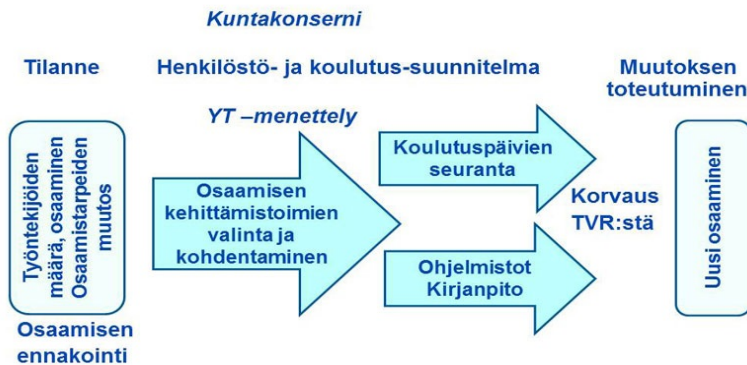 Kuntakonserni
Tilanne
Henkilöstö- ja koulutus-suunnitelma
Muutoksen
toteutuminen
YT –menettely
Työntekijöiden
määrä, osaaminen
Osaamistarpeiden
muutos
Osaamisen
ennakointi
Osaamisen
kehittämistoimien
valinta ja
kohdentaminen
Koulutuspäivien
seuranta
Ohjelmistot
Kirjanpito
Korvaus
TVR:stä
Uusi osaaminen